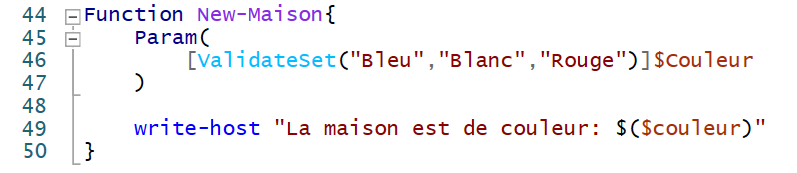 44 Function New-Maison{
45 Param(
46 [ValidateSet("Bleu","Blanc","Rouge")]$Couleur
47 )
48
49 write-host "La maison est de couleur: $($couleur)"
50 }